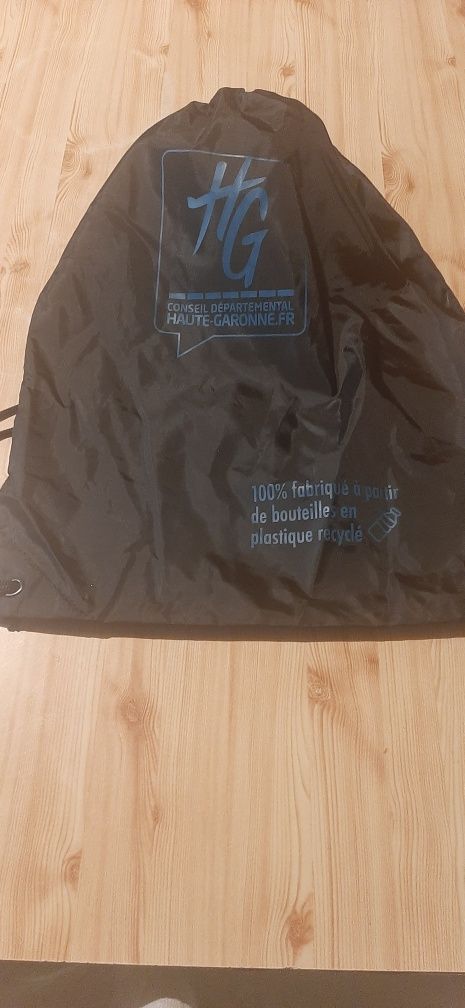 HG
CONSEIL DÉPARTEMENTAL
HAUTE-GARONNE.FR
100% fabriqué à partir
de bouteilles en
plastique recyclé